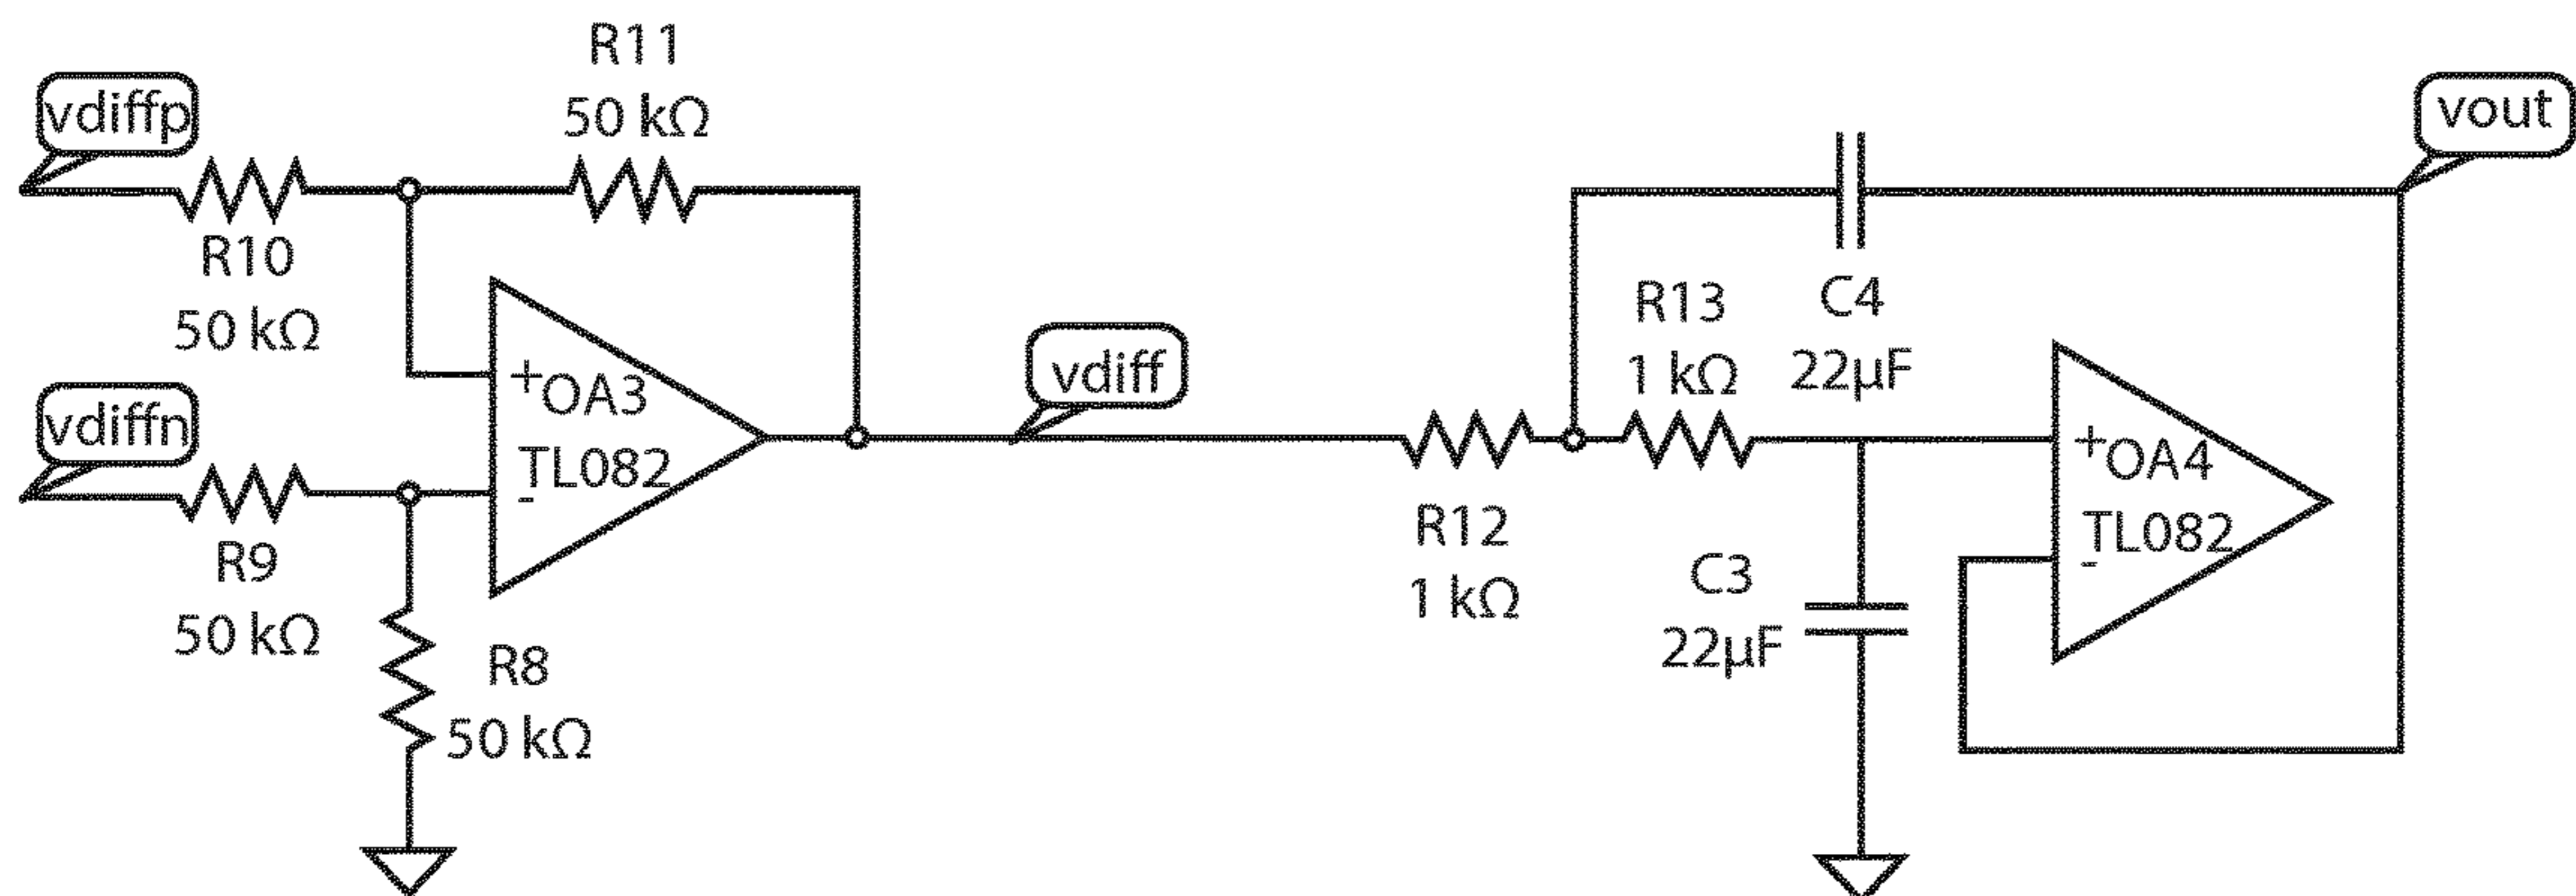 R11
50 kΩ
vdiffp
vout
R10
50 kΩ
+OA3
TL082
-
vdiffn
R9
50 kΩ
R8
50 kΩ
vdiff
R12
1 kΩ
R13
1 kΩ
C4
22µF
C3
22µF
+OA4
TL082
-